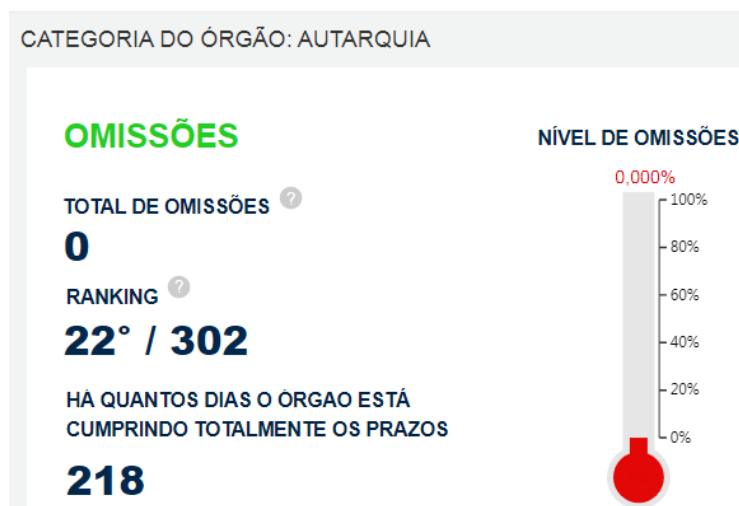 CATEGORIA DO ÓRGÃO: AUTARQUIA
OMISSÕES
TOTAL DE OMISSÕES ?
0
RANKING ?
22° / 302
HÁ QUANTOS DIAS O ÓRGAO ESTÁ
CUMPRINDO TOTALMENTE OS PRAZOS
218
NÍVEL DE OMISSÕES
0,000%
100%
80%
60%
40%
20%
0%